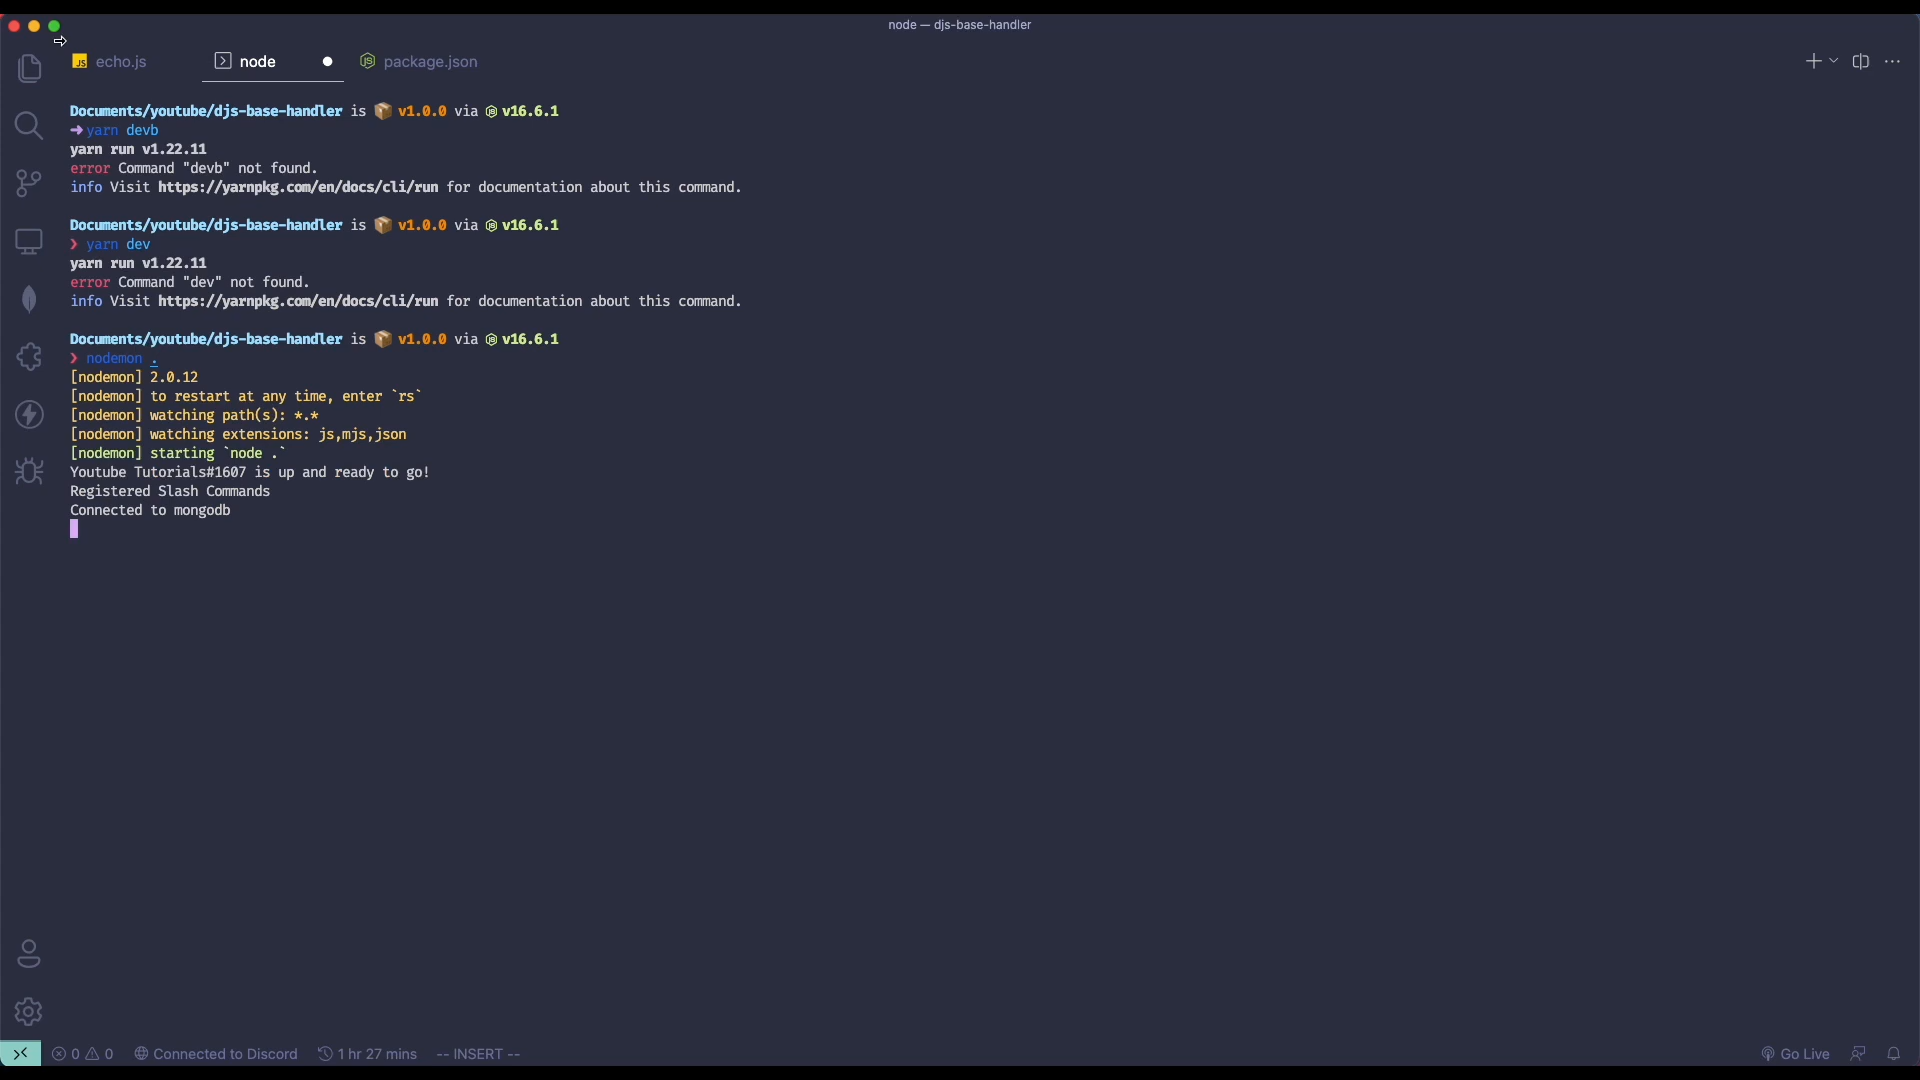 node — djs-base-handler
JS echo.js
node
package.json
Documents/youtube/djs-base-handler is 📦 v1.0.0 via v16.6.1
➜ yarn devb
yarn run v1.22.11
error Command "devb" not found.
info Visit https://yarnpkg.com/en/docs/cli/run for documentation about this command.
Documents/youtube/djs-base-handler is 📦 v1.0.0 via v16.6.1
❯ yarn dev
yarn run v1.22.11
error Command "dev" not found.
info Visit https://yarnpkg.com/en/docs/cli/run for documentation about this command.
Documents/youtube/djs-base-handler is 📦 v1.0.0 via v16.6.1
❯ nodemon .
[nodemon] 2.0.12
[nodemon] to restart at any time, enter `rs`
[nodemon] watching path(s): *.*
[nodemon] watching extensions: js,mjs,json
[nodemon] starting `node .`
Youtube Tutorials#1607 is up and ready to go!
Registered Slash Commands
Connected to mongodb
0 0 Connected to Discord 1 hr 27 mins -- INSERT -- Go Live